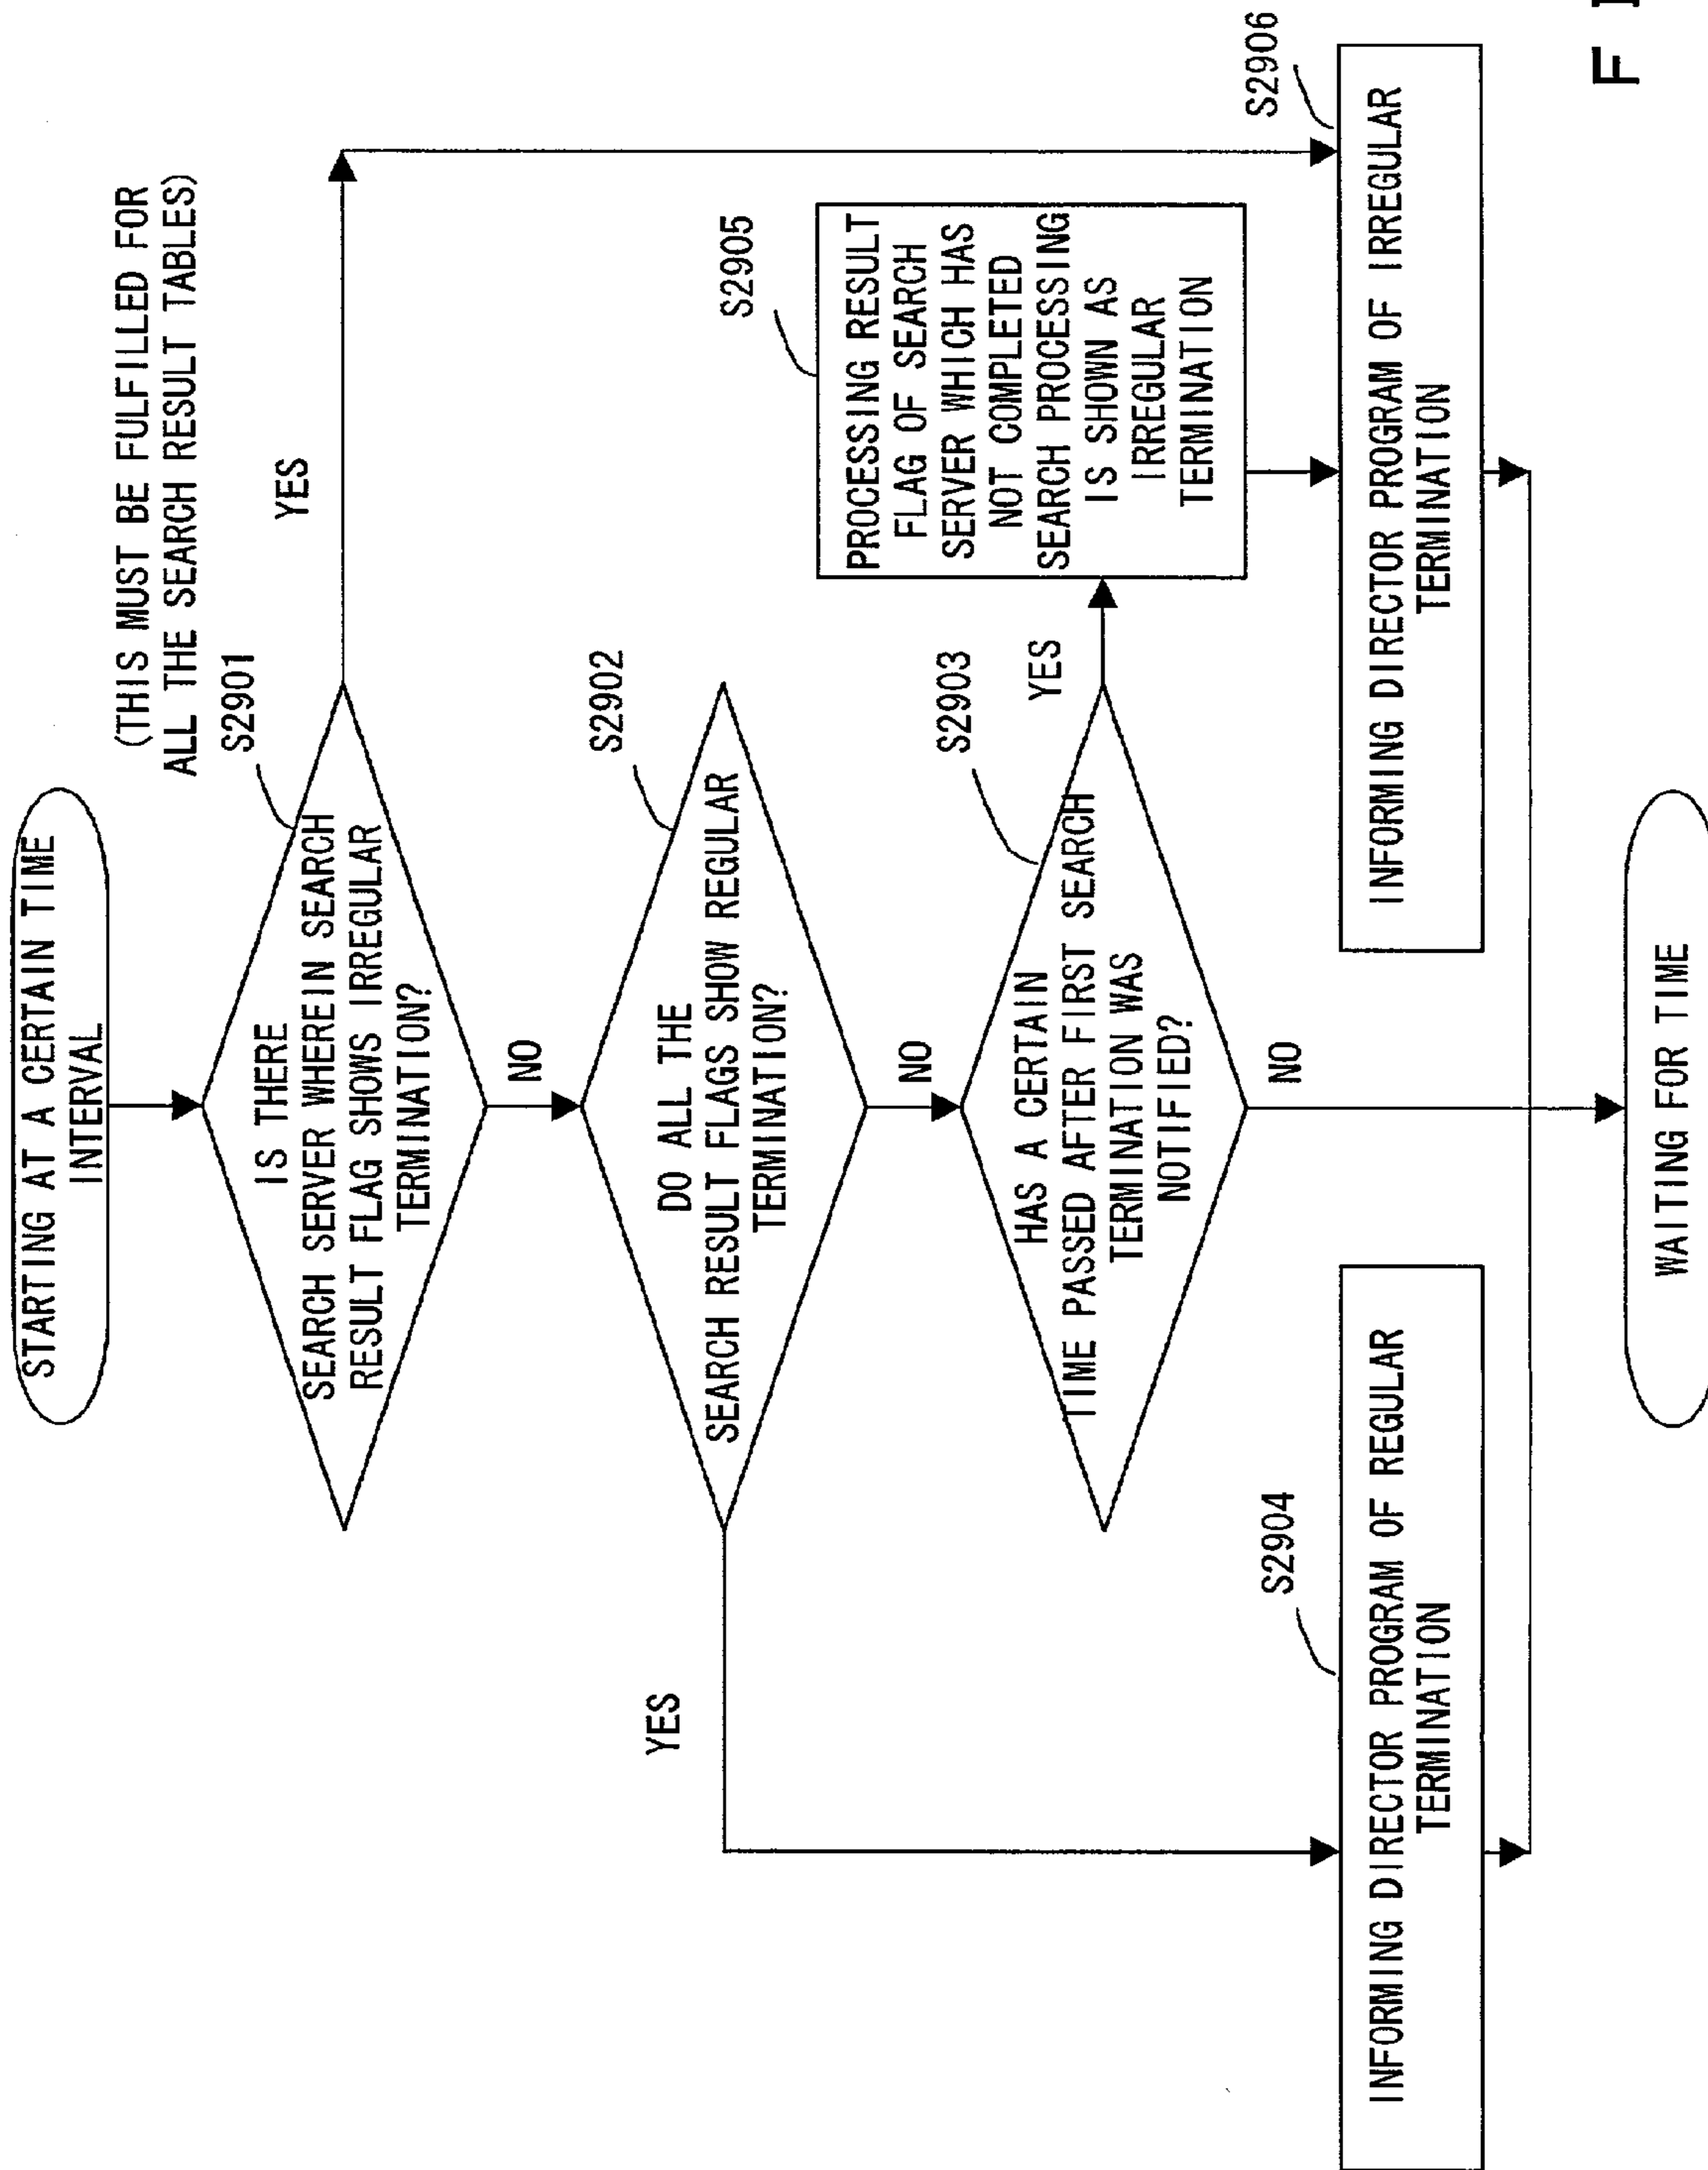 STARTING AT A CERTAIN TIME
INTERVAL
(THIS MUST BE FULFILLED FOR
ALL THE SEARCH RESULT TABLES)
S2901
IS THERE
SEARCH SERVER WHEREIN SEARCH
RESULT FLAG SHOWS IRREGULAR
TERMINATION?
YES
NO
S2902
DO ALL THE
SEARCH RESULT FLAGS SHOW REGULAR
TERMINATION?
YES
NO
S2903
HAS A CERTAIN
TIME PASSED AFTER FIRST SEARCH
TERMINATION WAS
NOTIFIED?
YES
NO
S2905
PROCESSING RESULT
FLAG OF SEARCH
SERVER WHICH HAS
NOT COMPLETED
SEARCH PROCESSING
IS SHOWN AS
IRREGULAR
TERMINATION
S2904
INFORMING DIRECTOR PROGRAM OF REGULAR
TERMINATION
S2906
INFORMING DIRECTOR PROGRAM OF IRREGULAR
TERMINATION
WAITING FOR TIME